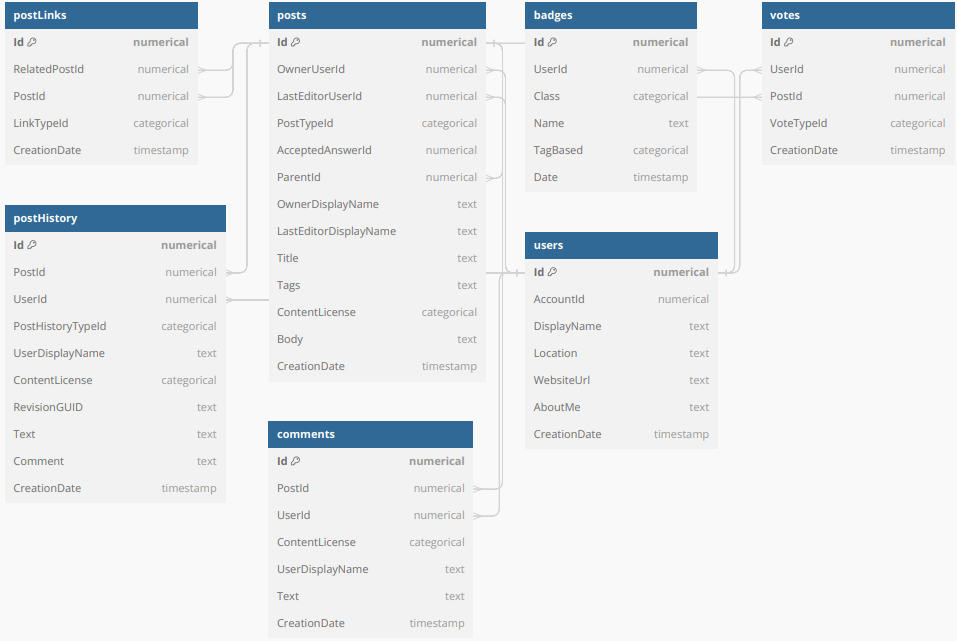 postLinks
Id numerical
RelatedPostId numerical
PostId numerical
LinkTypeId categorical
CreationDate timestamp
posts
Id numerical
OwnerUserId numerical
LastEditorUserId numerical
PostTypeId categorical
AcceptedAnswerId numerical
ParentId numerical
OwnerDisplayName text
LastEditorDisplayName text
Title text
Tags text
ContentLicense categorical
Body text
CreationDate timestamp
badges
Id numerical
UserId numerical
Class categorical
Name text
TagBased categorical
Date timestamp
votes
Id numerical
UserId numerical
PostId numerical
VoteTypeId categorical
CreationDate timestamp
postHistory
Id numerical
PostId numerical
UserId numerical
PostHistoryTypeId categorical
UserDisplayName text
ContentLicense categorical
RevisionGUID text
Text text
Comment text
CreationDate timestamp
users
Id numerical
AccountId numerical
DisplayName text
Location text
WebsiteUrl text
AboutMe text
CreationDate timestamp
comments
Id numerical
PostId numerical
UserId numerical
ContentLicense categorical
UserDisplayName text
Text text
CreationDate timestamp